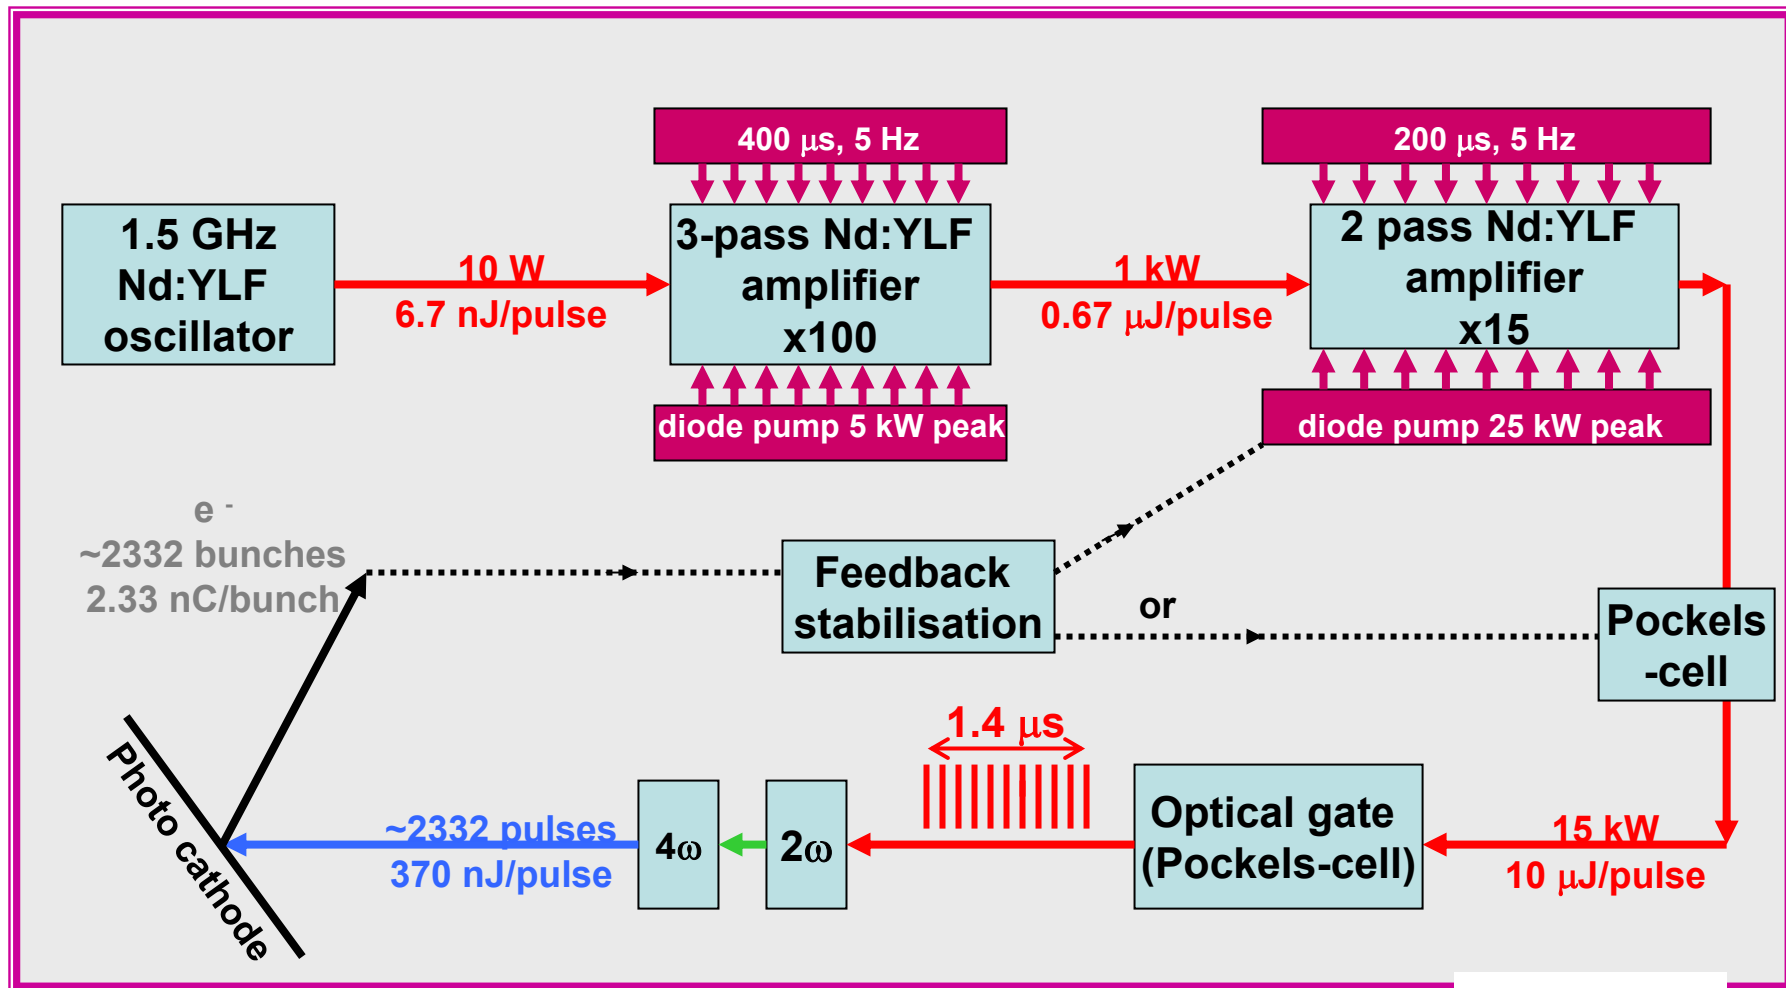 400 μs, 5 Hz
200 μs, 5 Hz
1.5 GHz
Nd:YLF
oscillator
10 W
6.7 nJ/pulse
3-pass Nd:YLF
amplifier
x100
1 kW
0.67 μJ/pulse
2 pass Nd:YLF
amplifier
x15
diode pump 5 kW peak
diode pump 25 kW peak
e -
~2332 bunches
2.33 nC/bunch
Feedback
stabilisation
or
Pockels
-cell
1.4 μs
Photo cathode
~2332 pulses
370 nJ/pulse
4ω
2ω
Optical gate
(Pockels-cell)
15 kW
10 μJ/pulse